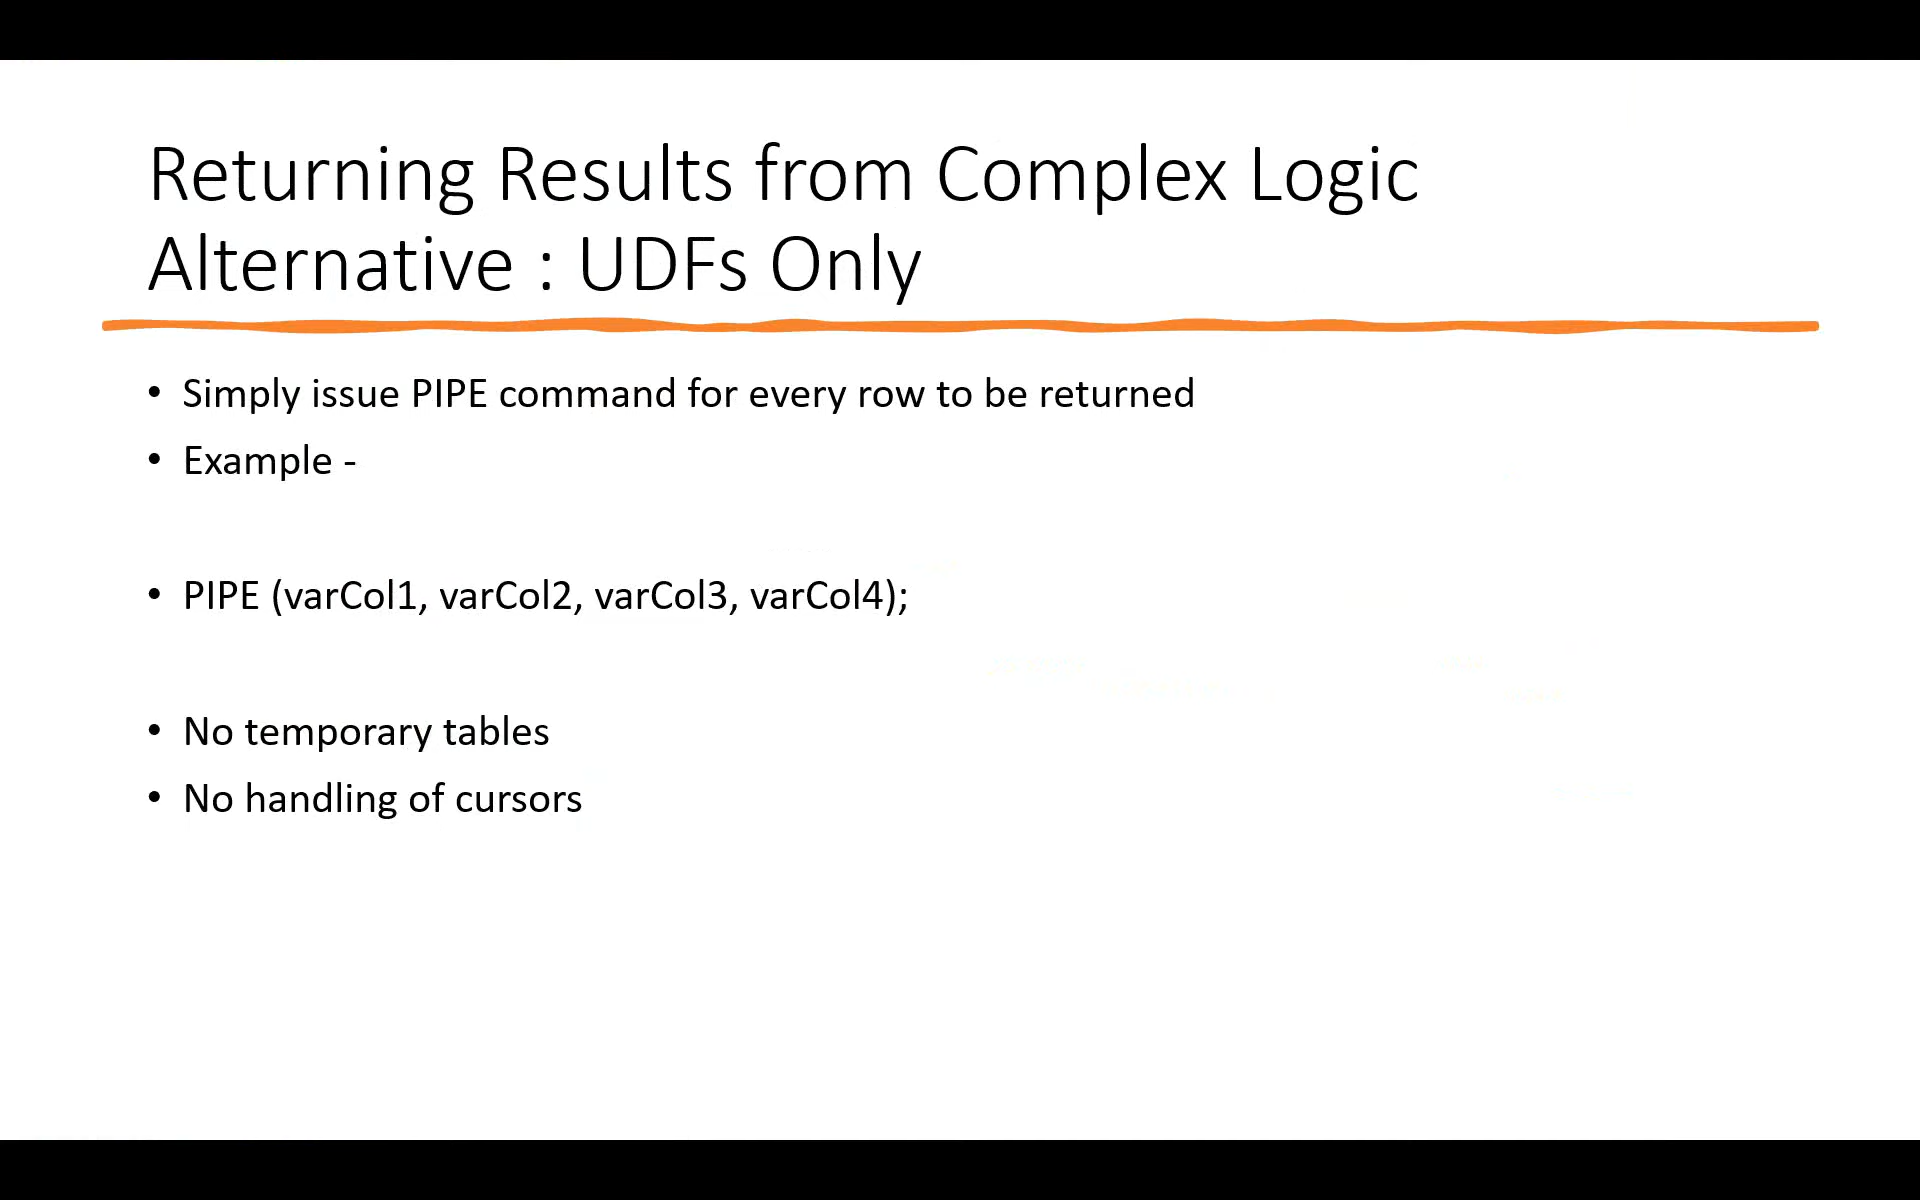 Returning Results from Complex Logic
Alternative : UDFs Only
• Simply issue PIPE command for every row to be returned
• Example -
• PIPE (varCol1, varCol2, varCol3, varCol4);
• No temporary tables
• No handling of cursors